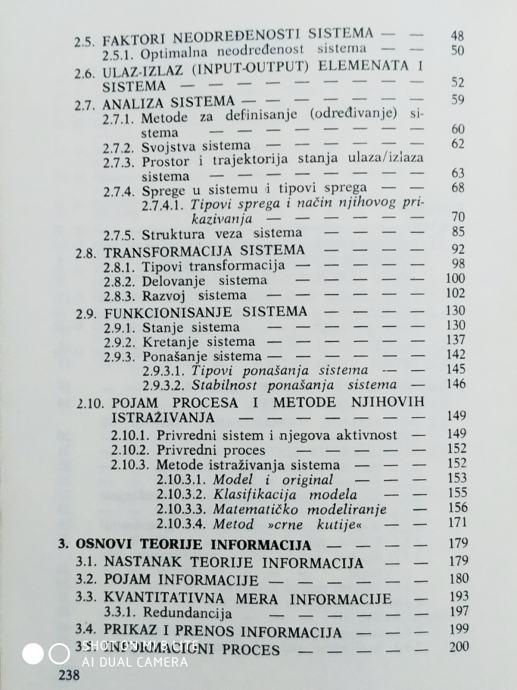 2.5. FAKTORI NEODREĐENOSTI SISTEMA — — 48
2.5.1. Optimalna neodređenost sistema — — 50
2.6. ULAZ-IZLAZ (INPUT-OUTPUT) ELEMENATA I
SISTEMA — — — — — — — — — 52
2.7. ANALIZA SISTEMA — — — — — — — 59
2.7.1. Metode za definisanje (određivanje) si-
stema — — — — — — — — 60
2.7.2. Svojstva sistema — — — — — — 62
2.7.3. Prostor i trajektorija stanja ulaza/izlaza
sistema — — — — — — — — 63
2.7.4. Sprege u sistemu i tipovi sprega — — 68
2.7.4.1. Tipovi sprega i način njihovog pri-
kazivanja — — — — — — 70
2.7.5. Struktura veza sistema — — — — 85
2.8. TRANSFORMACIJA SISTEMA — — — — 92
2.8.1. Tipovi transformacija — — — — — 98
2.8.2. Delovanje sistema — — — — — 100
2.8.3. Razvoj sistema — — — — — — 102
2.9. FUNKCIONISANJE SISTEMA — — — — 130
2.9.1. Stanje sistema — — — — — — 130
2.9.2. Kretanje sistema — — — — — — 137
2.9.3. Ponašanje sistema — — — — — — 142
2.9.3.1. Tipovi ponašanja sistema — — 145
2.9.3.2. Stabilnost ponašanja sistema — 146
2.10. POJAM PROCESA I METODE NJIHOVIH
ISTRAŽIVANJA — — — — — — — 149
2.10.1. Privredni sistem i njegova aktivnost — 149
2.10.2. Privredni proces — — — — — 152
2.10.3. Metode istraživanja sistema — — — 152
2.10.3.1. Model i original — — — — 153
2.10.3.2. Klasifikacija modela — — — 155
2.10.3.3. Matematičko modeliranje — — 156
2.10.3.4. Metod »crne kutije« — — 171
3. OSNOVI TEORIJE INFORMACIJA — — — — 179
3.1. NASTANAK TEORIJE INFORMACIJA — — 179
3.2. POJAM INFORMACIJE — — — — — — 180
3.3. KVANTITATIVNA MERA INFORMACIJE — — 193
3.3.1. Redundancija — — — — — — 197
3.4. PRIKAZ I PRENOS INFORMACIJA — — — 199
3.5. INFORMACIONI PROCES — — — — — 200
SHOT ON MI 9 LITE
AI DUAL CAMERA
238